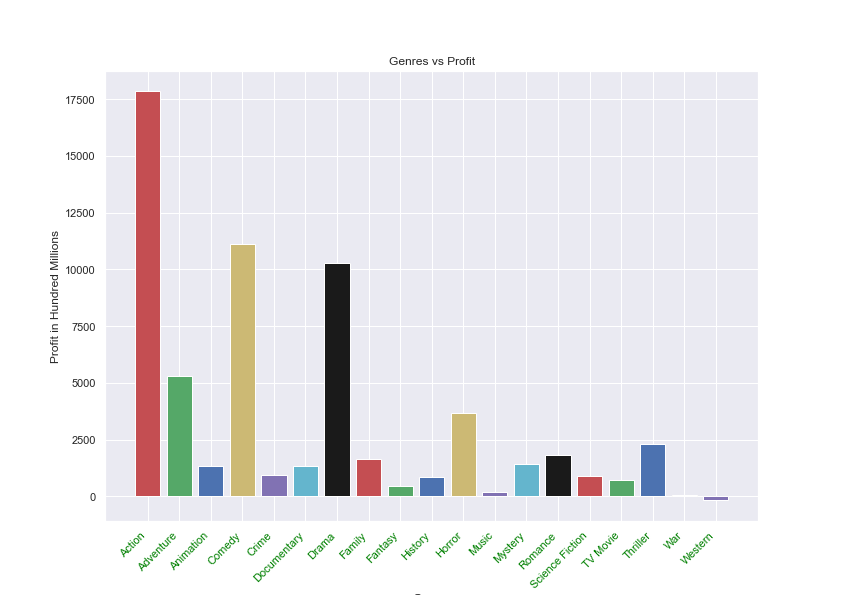 Genres vs Profit
Profit in Hundred Millions
17500
15000
12500
10000
7500
5000
2500
0
Action
Adventure
Animation
Comedy
Crime
Documentary
Drama
Family
Fantasy
History
Horror
Music
Mystery
Romance
Science Fiction
TV Movie
Thriller
War
Western